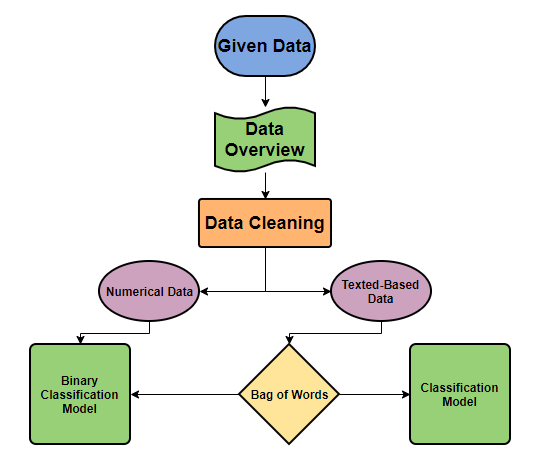 Given Data
Data
Overview
Data Cleaning
Numerical Data
Texted-Based
Data
Binary
Classification
Model
Bag of Words
Classification
Model